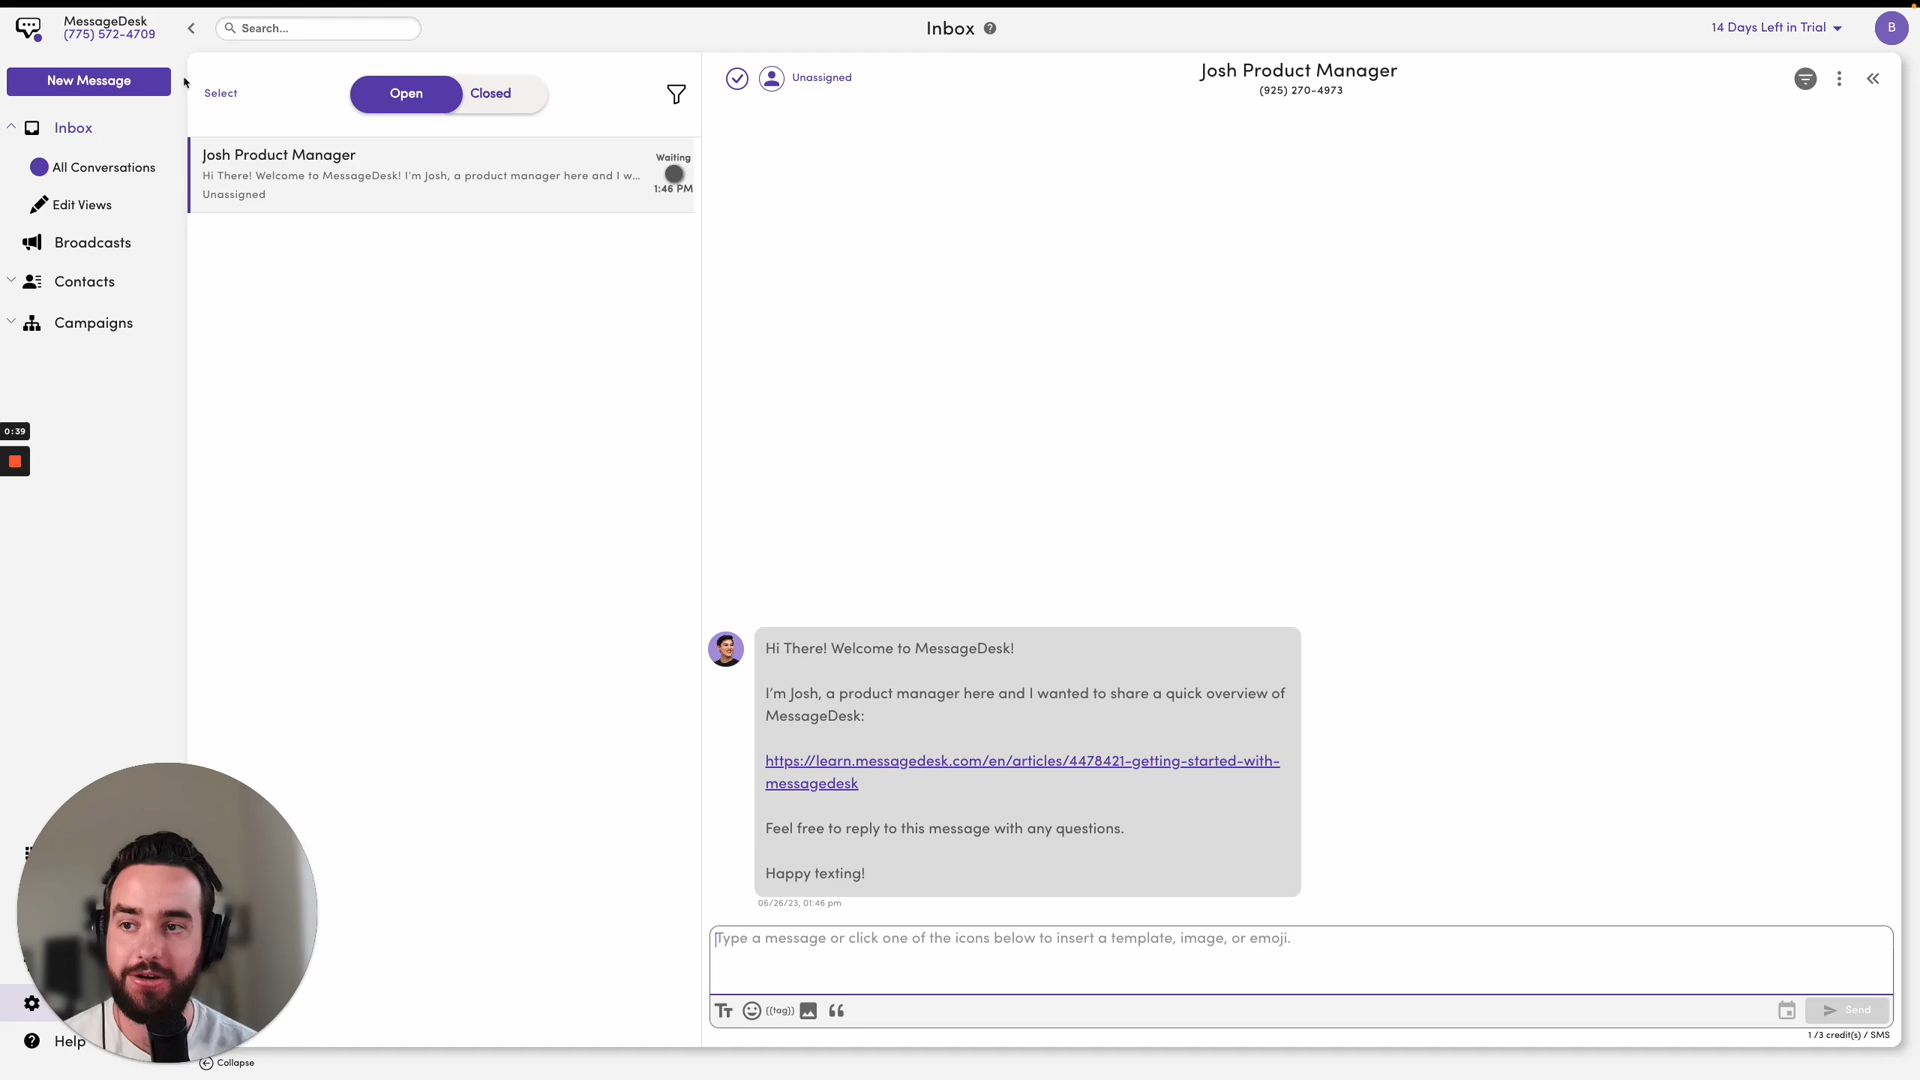 MessageDesk
(775) 572-4709
Search...
Inbox
14 Days Left in Trial
B
New Message
Select
Open
Closed
Unassigned
Josh Product Manager
(925) 270-4973
Inbox
All Conversations
Edit Views
Broadcasts
Contacts
Campaigns
Josh Product Manager
Waiting
Hi There! Welcome to MessageDesk! I'm Josh, a product manager here and I w...
1:46 PM
Unassigned
0:39
Hi There! Welcome to MessageDesk!
I'm Josh, a product manager here and I wanted to share a quick overview of
MessageDesk:
https://learn.messagedesk.com/en/articles/4478421-getting-started-with-
messagedesk
Feel free to reply to this message with any questions.
Happy texting!
06/26/23, 01:46 pm
Type a message or click one of the icons below to insert a template, image, or emoji.
Tt
{{tag}}
Send
1 /3 credit(s) / SMS
Help
Collapse